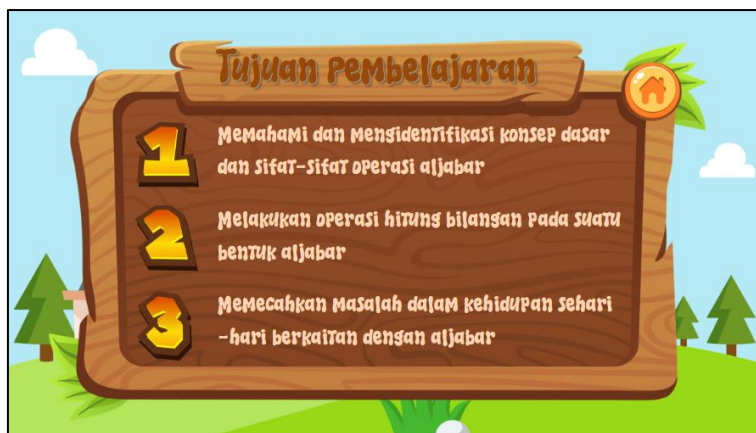 Tujuan Pembelajaran
1
Memahami dan mengidentifikasi konsep dasar
dan sifat-sifat operasi aljabar
2
Melakukan operasi hitung bilangan pada suatu
bentuk aljabar
3
Memecahkan masalah dalam kehidupan sehari
-hari berkaitan dengan aljabar